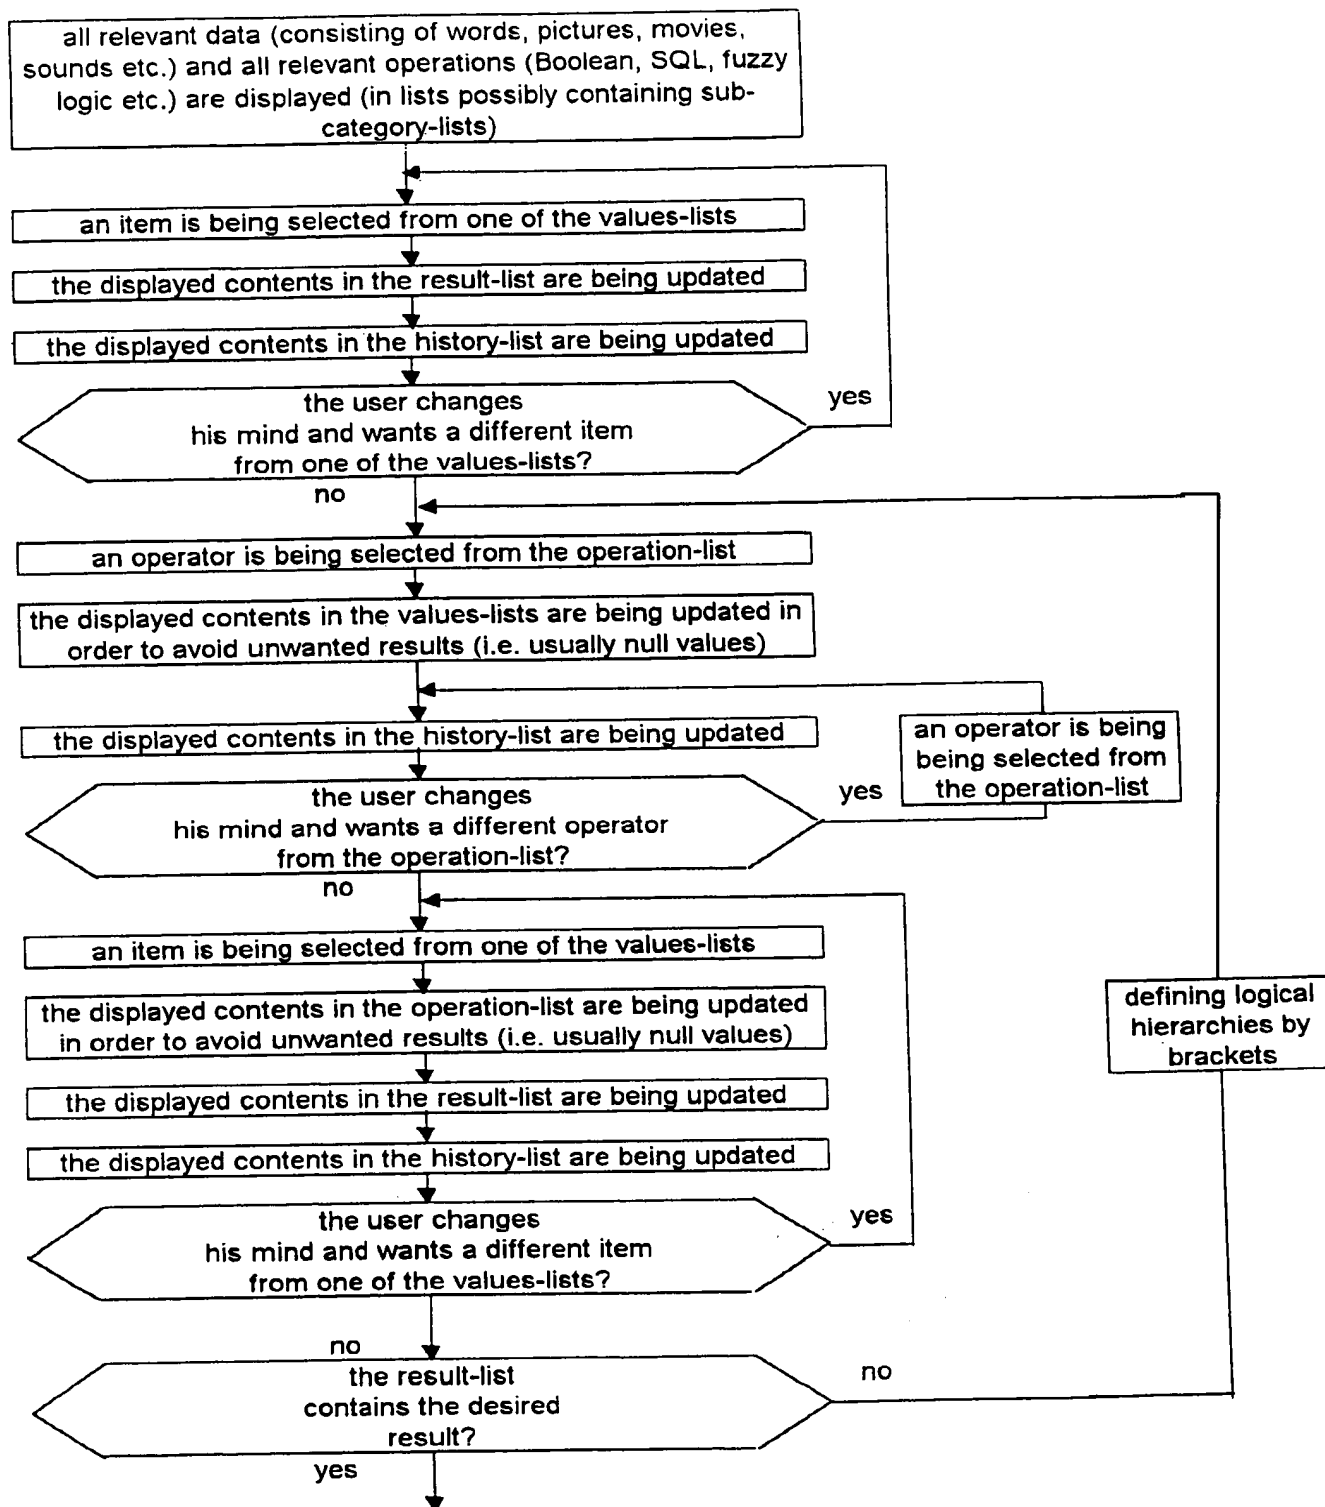 all relevant data (consisting of words, pictures, movies,
sounds etc.) and all relevant operations (Boolean, SQL, fuzzy
logic etc.) are displayed (in lists possibly containing sub-
category-lists)
an item is being selected from one of the values-lists
the displayed contents in the result-list are being updated
the displayed contents in the history-list are being updated
the user changes
his mind and wants a different item
from one of the values-lists?
yes
no
an operator is being selected from the operation-list
the displayed contents in the values-lists are being updated in
order to avoid unwanted results (i.e. usually null values)
the displayed contents in the history-list are being updated
an operator is being
being selected from
the operation-list
the user changes
his mind and wants a different operator
from the operation-list?
yes
no
an item is being selected from one of the values-lists
the displayed contents in the operation-list are being updated
in order to avoid unwanted results (i.e. usually null values)
defining logical
hierarchies by
brackets
the displayed contents in the result-list are being updated
the displayed contents in the history-list are being updated
the user changes
his mind and wants a different item
from one of the values-lists?
yes
no
the result-list
contains the desired
result?
no
yes